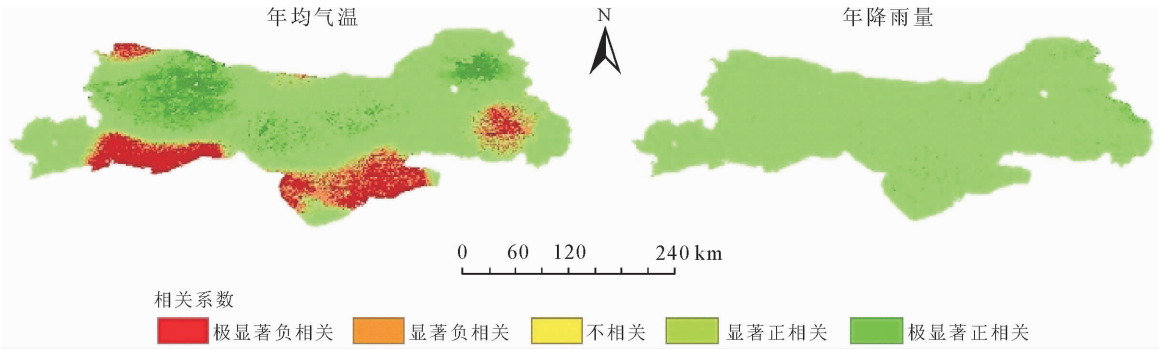 年均气温
N
年降雨量
0 60 120 240 km
相关系数
极显著负相关 显著负相关 不相关 显著正相关 极显著正相关